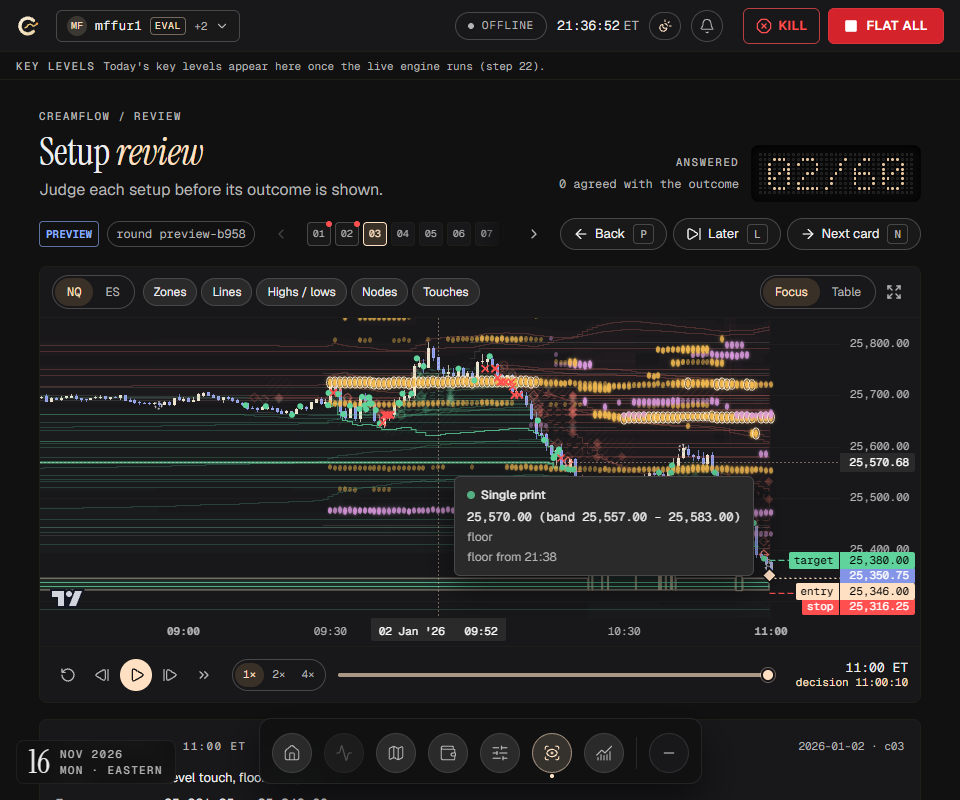 MF mffur1 EVAL +2
OFFLINE
21:36:52 ET
KILL
FLAT ALL
KEY LEVELS Today's key levels appear here once the live engine runs (step 22).
CREAMFLOW / REVIEW
Setup review
Judge each setup before its outcome is shown.
ANSWERED
0 agreed with the outcome
02/60
PREVIEW
round preview-b958
01 02 03 04 05 06 07
Back P
Later L
Next card N
NQ ES
Zones
Lines
Highs / lows
Nodes
Touches
Focus Table
25,800.00
25,700.00
25,600.00
25,570.68
25,500.00
25,400.00
Single print
25,570.00 (band 25,557.00 – 25,583.00)
floor
floor from 21:38
target 25,380.00
25,350.75
entry 25,346.00
stop 25,316.25
09:00
09:30
02 Jan '26 09:52
10:30
11:00
1× 2× 4×
11:00 ET
decision 11:00:10
11:00 ET
2026-01-02 · c03
16 NOV 2026
MON · EASTERN
evel touch, floo